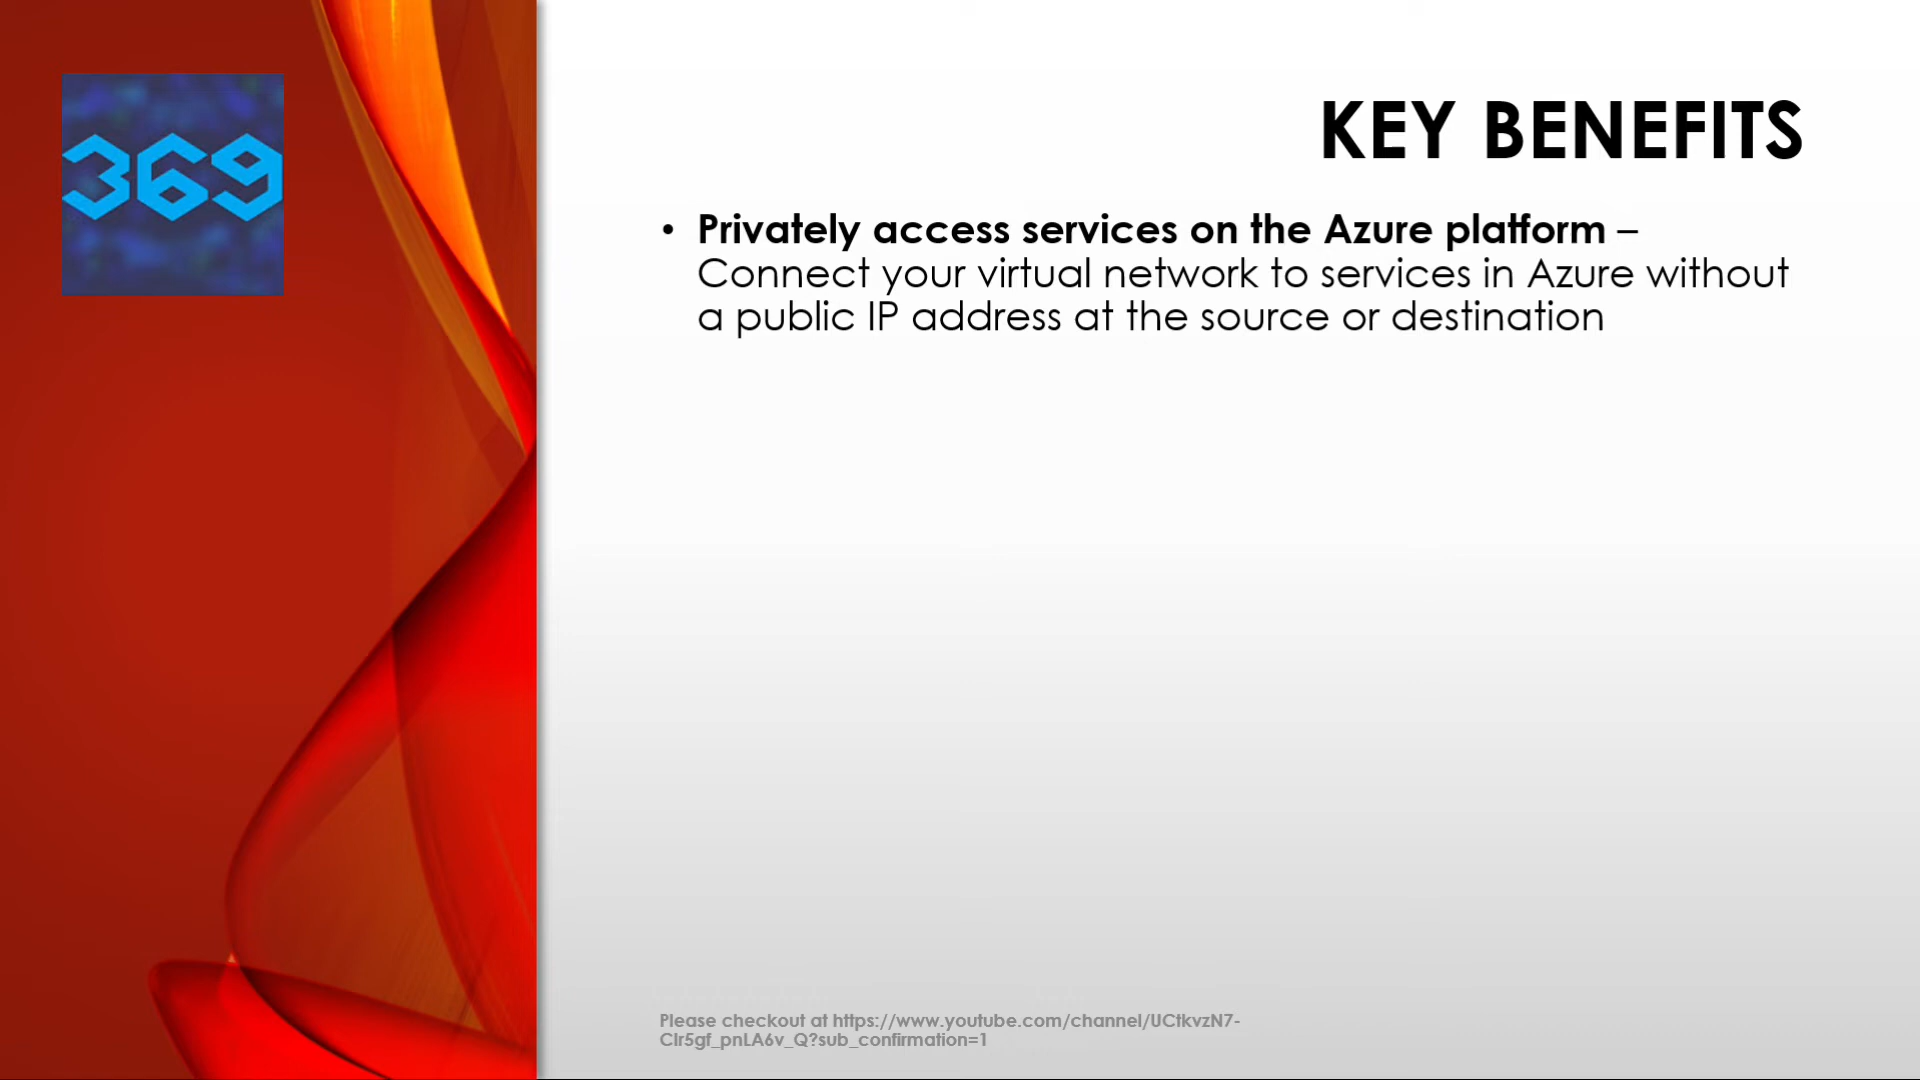 369
KEY BENEFITS
• Privately access services on the Azure platform –
Connect your virtual network to services in Azure without
a public IP address at the source or destination
Please checkout at https://www.youtube.com/channel/UCtkvzN7-
CIr5gf_pnLA6v_Q?sub_confirmation=1